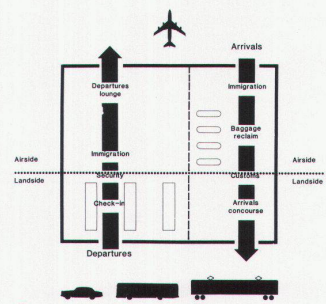 Arrivals
Departures
lounge
Immigration
Baggage
reclaim
Immigration
Airside
Airside
Security
Customs
Landside
Landside
Check-in
Arrivals
concourse
Departures